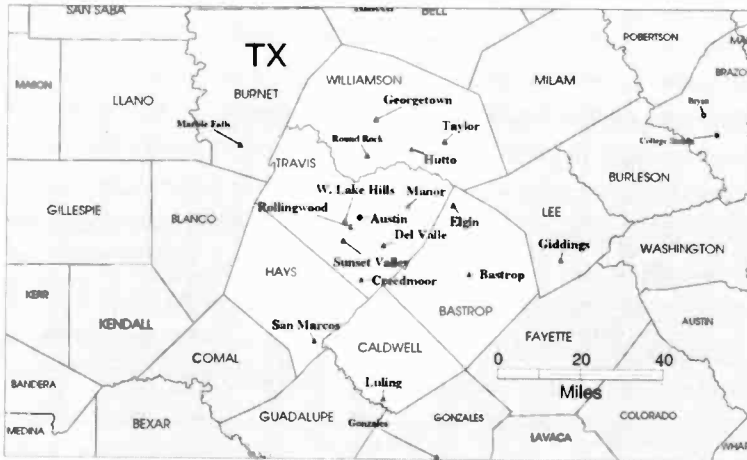 SAN SABA
BELL
ROBERTSON
TX
WILLIAMSON
MILAM
BRAZO
MASON
LLANO
BURNET
Georgetown
Bryan
Marble Falls
Round Rock
Taylor
Hutto
TRAVIS
BURLESON
W. Lake Hills
Manor
GILLESPIE
BLANCO
Rollingwood
Austin
Elgin
LEE
Del Valle
WASHINGTON
Sunset Valley
Giddings
HAYS
Creedmoor
Bastrop
KERR
KENDALL
BASTROP
AUSTIN
San Marcos
FAYETTE
COMAL
CALDWELL
0 20 40
Miles
BANDERA
Luling
MEDINA
BEXAR
GUADALUPE
Gonzales
GONZALES
COLORADO
LAVACA
WHAR